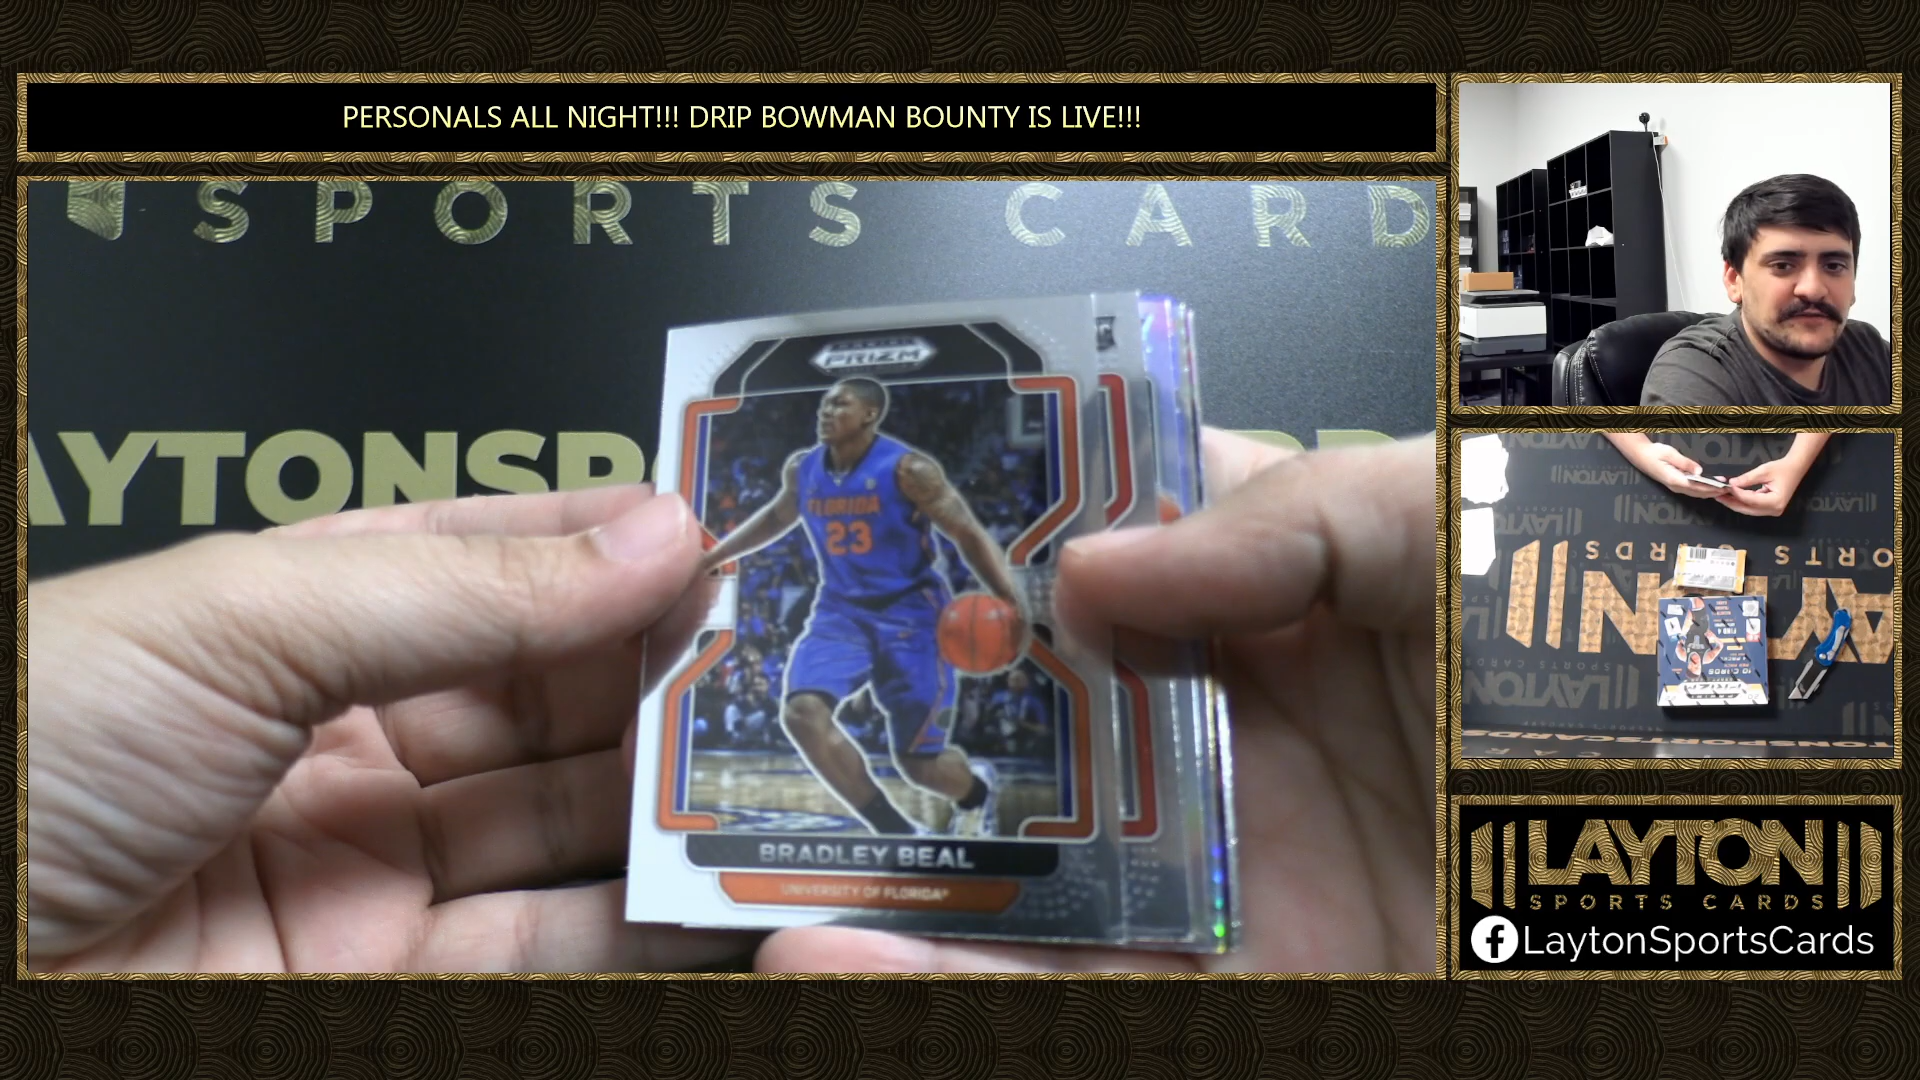 PERSONALS ALL NIGHT!!! DRIP BOWMAN BOUNTY IS LIVE!!!
SPORTS CARD
AYTONSP
PRIZM
FLORIDA
23
BRADLEY BEAL
UNIVERSITY OF FLORIDA
LAYTON
SPORTS CARDS
LaytonSportsCards